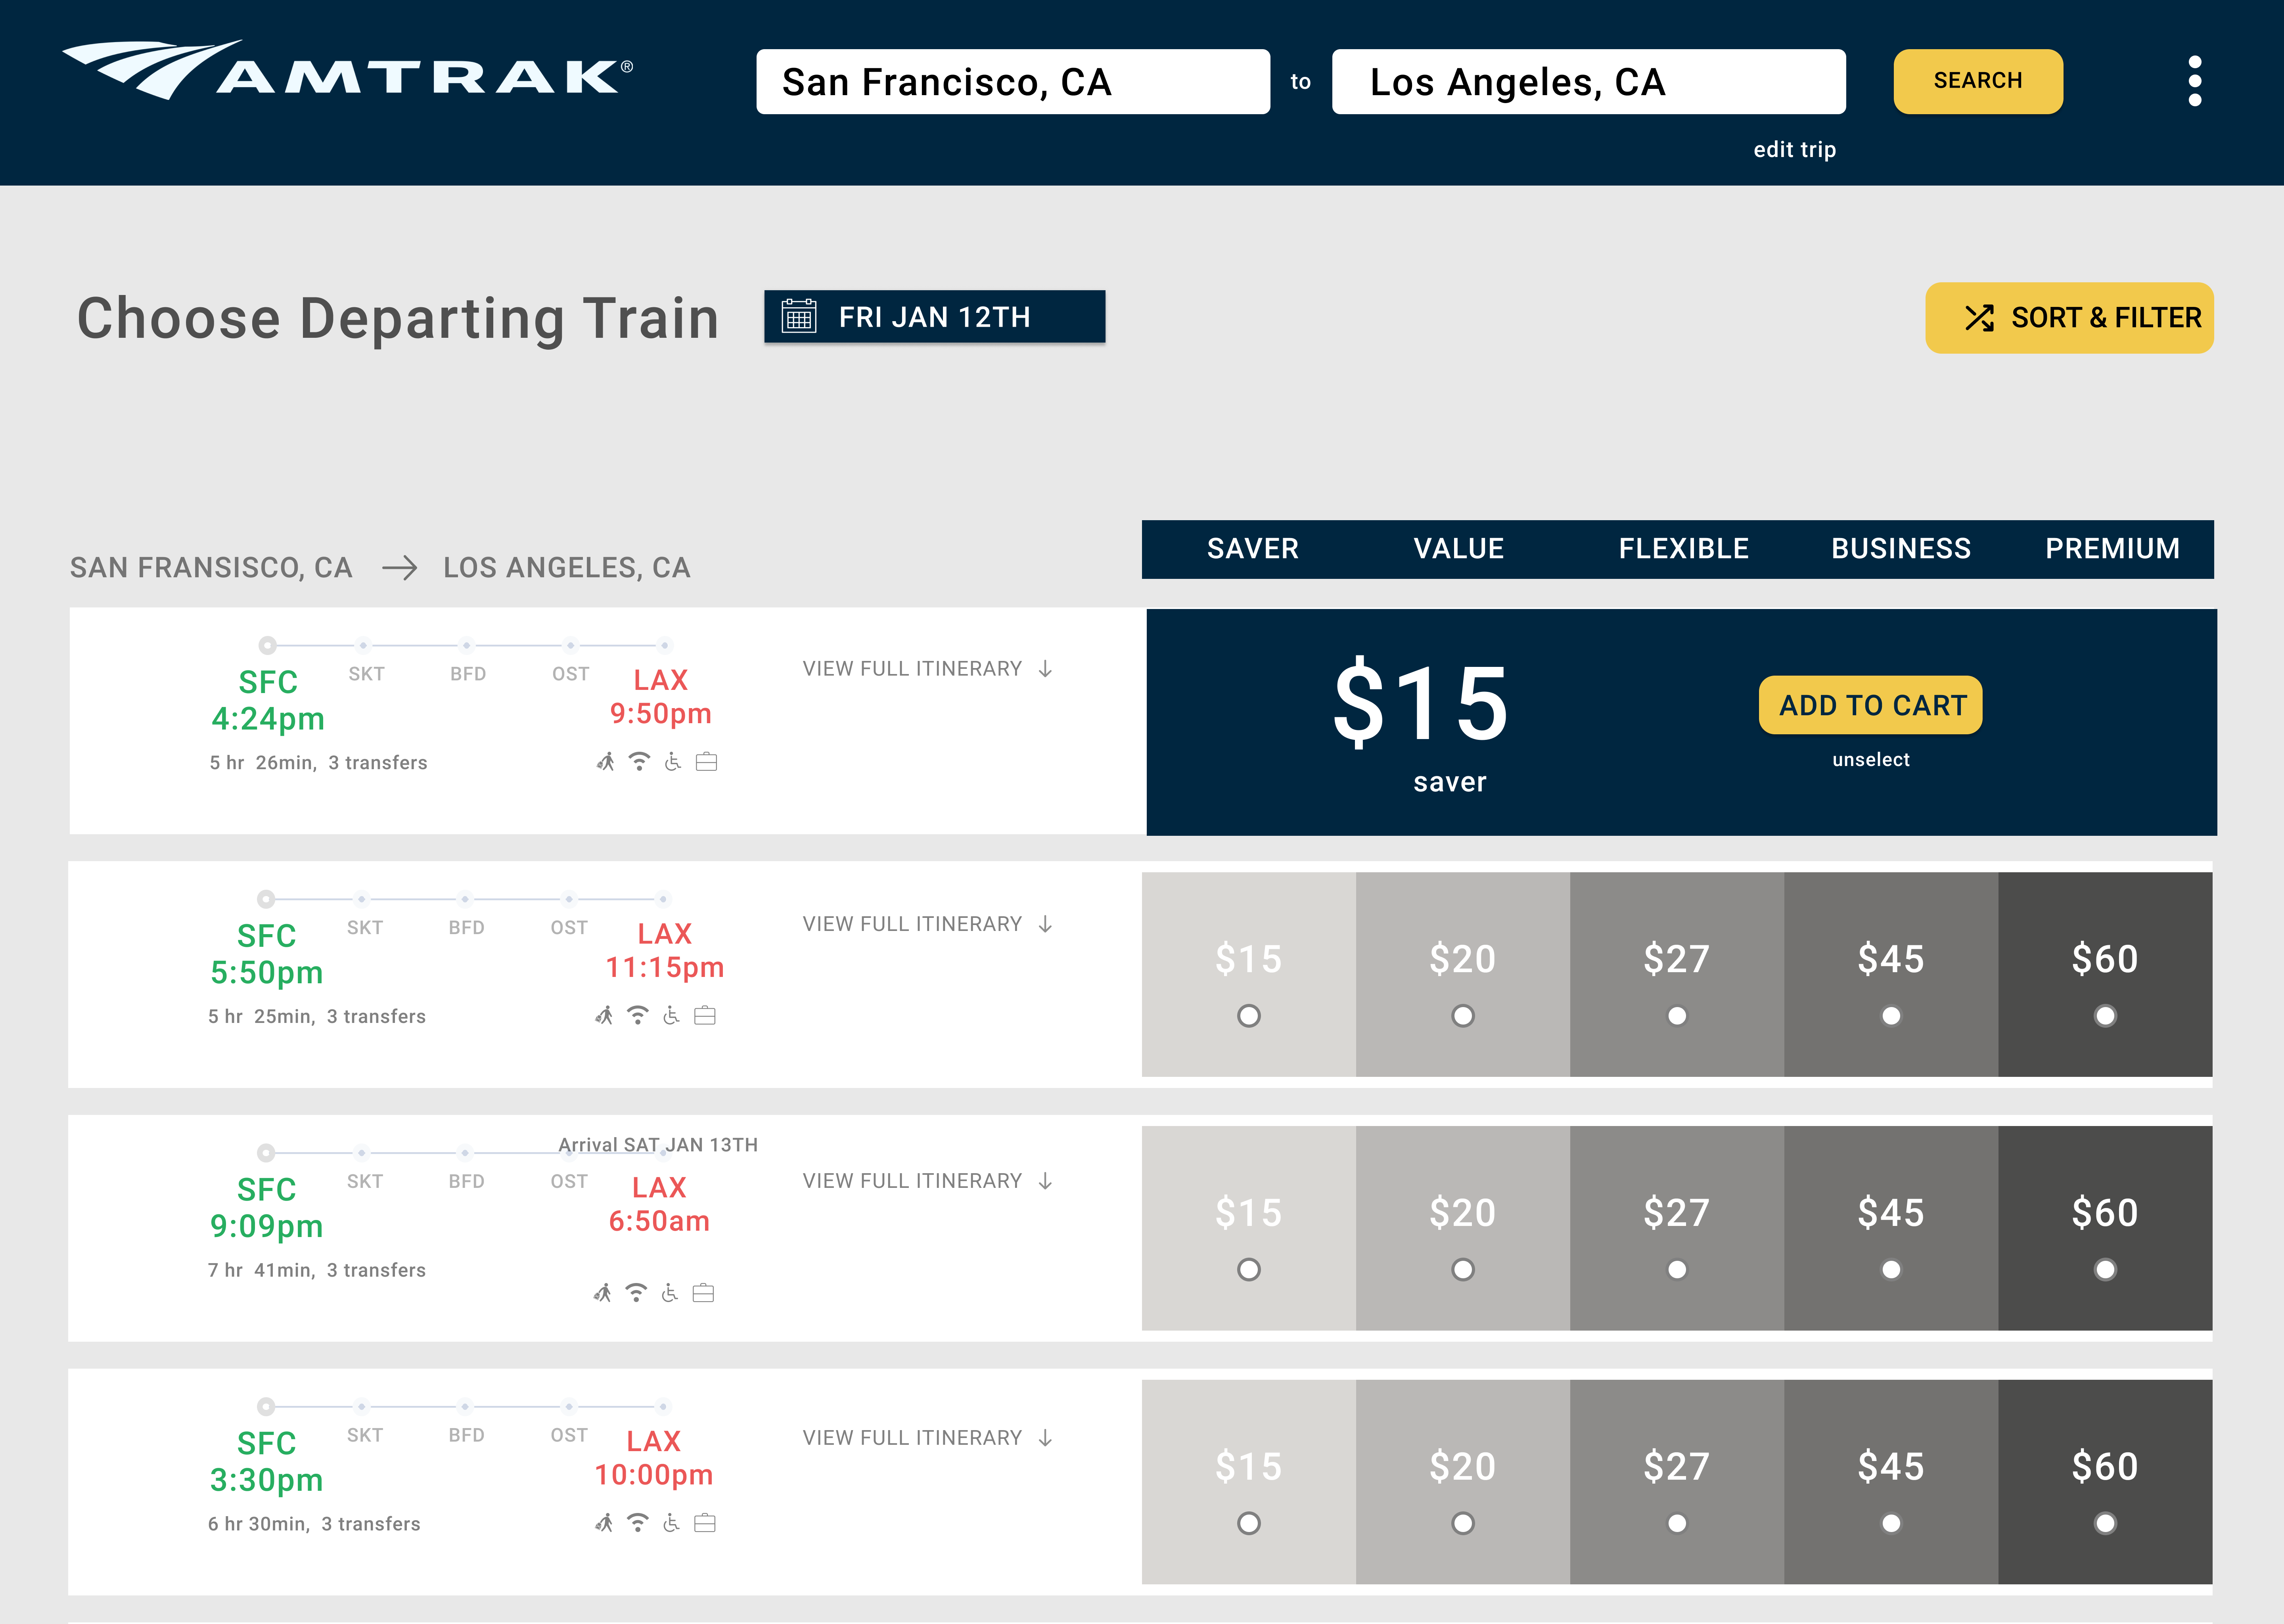 AMTRAK®
San Francisco, CA to Los Angeles, CA SEARCH
edit trip
Choose Departing Train FRI JAN 12TH SORT & FILTER
SAVER VALUE FLEXIBLE BUSINESS PREMIUM
SAN FRANSISCO, CA → LOS ANGELES, CA
SKT BFD OST
SFC LAX VIEW FULL ITINERARY ↓
4:24pm 9:50pm
5 hr 26min, 3 transfers
$15 ADD TO CART
saver unselect
SKT BFD OST
SFC LAX VIEW FULL ITINERARY ↓
5:50pm 11:15pm
5 hr 25min, 3 transfers
$15 $20 $27 $45 $60
Arrival SAT JAN 13TH
SKT BFD OST
SFC LAX VIEW FULL ITINERARY ↓
9:09pm 6:50am
7 hr 41min, 3 transfers
$15 $20 $27 $45 $60
SKT BFD OST
SFC LAX VIEW FULL ITINERARY ↓
3:30pm 10:00pm
6 hr 30min, 3 transfers
$15 $20 $27 $45 $60